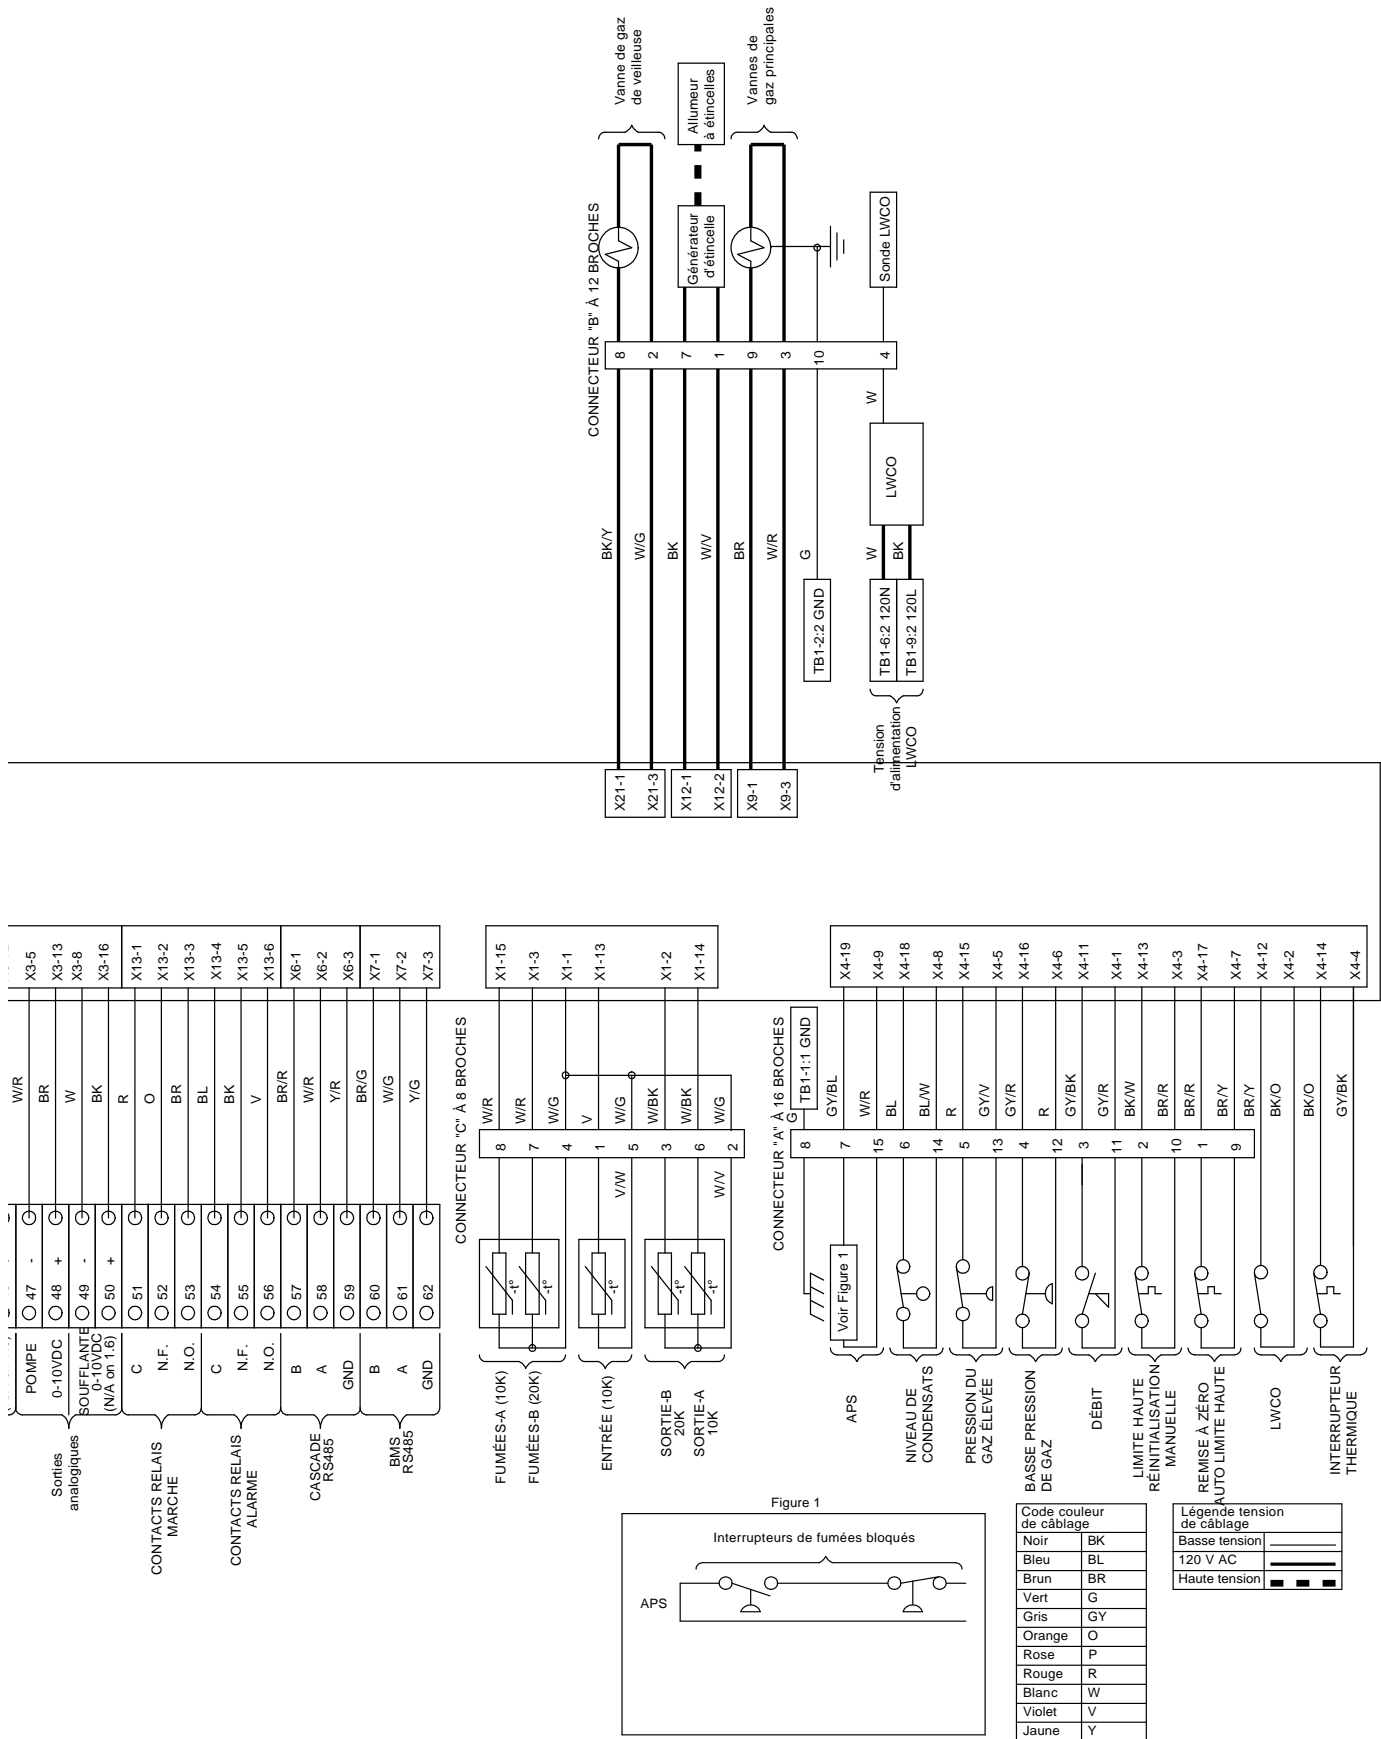 Vanne de gaz
de veilleuse
Allumeur
à étincelles
Vannes de
gaz principales
CONNECTEUR "B" À 12 BROCHES
Générateur
d'étincelle
Sonde LWCO
8
2
7
1
9
3
10
4
W
LWCO
BK/Y
W/G
BK
W/V
BR
W/R
G
W
BK
TB1-2:2 GND
TB1-6:2 120N
TB1-9:2 120L
Tension
d'alimentation
LWCO
X21-1
X21-3
X12-1
X12-2
X9-1
X9-3
X3-5
X3-13
X3-8
X3-16
X13-1
X13-2
X13-3
X13-4
X13-5
X13-6
X6-1
X6-2
X6-3
X7-1
X7-2
X7-3
W/R
BR
W
BK
R
O
BR
BL
BK
V
BR/R
W/R
Y/R
BR/G
W/G
Y/G
-
+
-
+
47
48
49
50
51
52
53
54
55
56
57
58
59
60
61
62
POMPE
0-10VDC
SOUFFLANTE
0-10VDC
(N/A on 1.6)
C
N.F.
N.O.
C
N.F.
N.O.
B
A
GND
B
A
GND
Sorties
analogiques
CONTACTS RELAIS
MARCHE
CONTACTS RELAIS
ALARME
CASCADE
RS485
BMS
RS485
X1-15
X1-3
X1-1
X1-13
X1-2
X1-14
CONNECTEUR "C" À 8 BROCHES
W/R
W/R
W/G
V
W/G
W/BK
W/BK
W/G
8
7
4
1
5
3
6
2
V/W
W/V
-t°
-t°
-t°
-t°
-t°
FUMÉES-A (10K)
FUMÉES-B (20K)
ENTRÉE (10K)
SORTIE-B
20K
SORTIE-A
10K
X4-19
X4-9
X4-18
X4-8
X4-15
X4-5
X4-16
X4-6
X4-11
X4-1
X4-13
X4-3
X4-17
X4-7
X4-12
X4-2
X4-14
X4-4
CONNECTEUR "A" À 16 BROCHES
TB1-1:1 GND
G
GY/BL
W/R
BL
BL/W
R
GY/V
GY/R
R
GY/BK
GY/R
BK/W
BR/R
BR/R
BR/Y
BR/Y
BK/O
BK/O
GY/BK
8
7
15
6
14
5
13
4
12
3
11
2
10
1
9
Voir Figure 1
APS
NIVEAU DE
CONDENSATS
PRESSION DU
GAZ ÉLEVÉE
BASSE PRESSION
DE GAZ
DÉBIT
LIMITE HAUTE
RÉINITIALISATION
MANUELLE
REMISE À ZÉRO
AUTO LIMITE HAUTE
LWCO
INTERRUPTEUR
THERMIQUE
Figure 1
Interrupteurs de fumées bloqués
APS
Code couleur
de câblage
Noir BK
Bleu BL
Brun BR
Vert G
Gris GY
Orange O
Rose P
Rouge R
Blanc W
Violet V
Jaune Y
Légende tension
de câblage
Basse tension
120 V AC
Haute tension